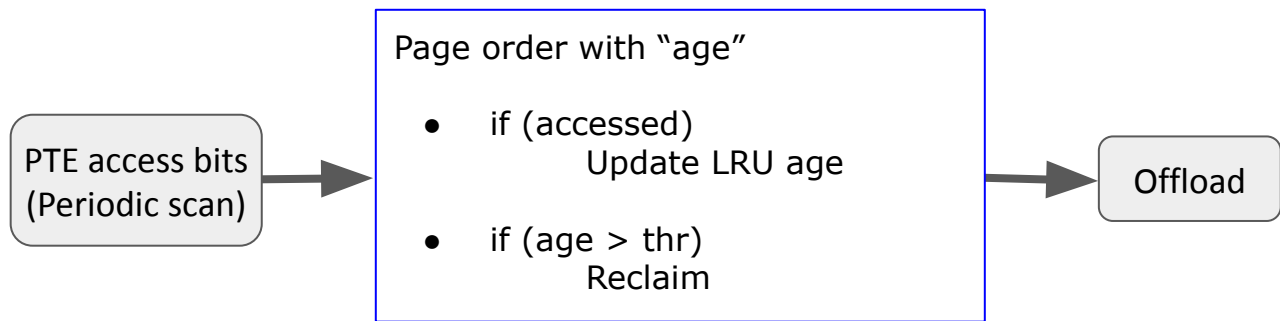 PTE access bits
(Periodic scan)
Page order with “age”
● if (accessed)
Update LRU age
● if (age > thr)
Reclaim
Offload